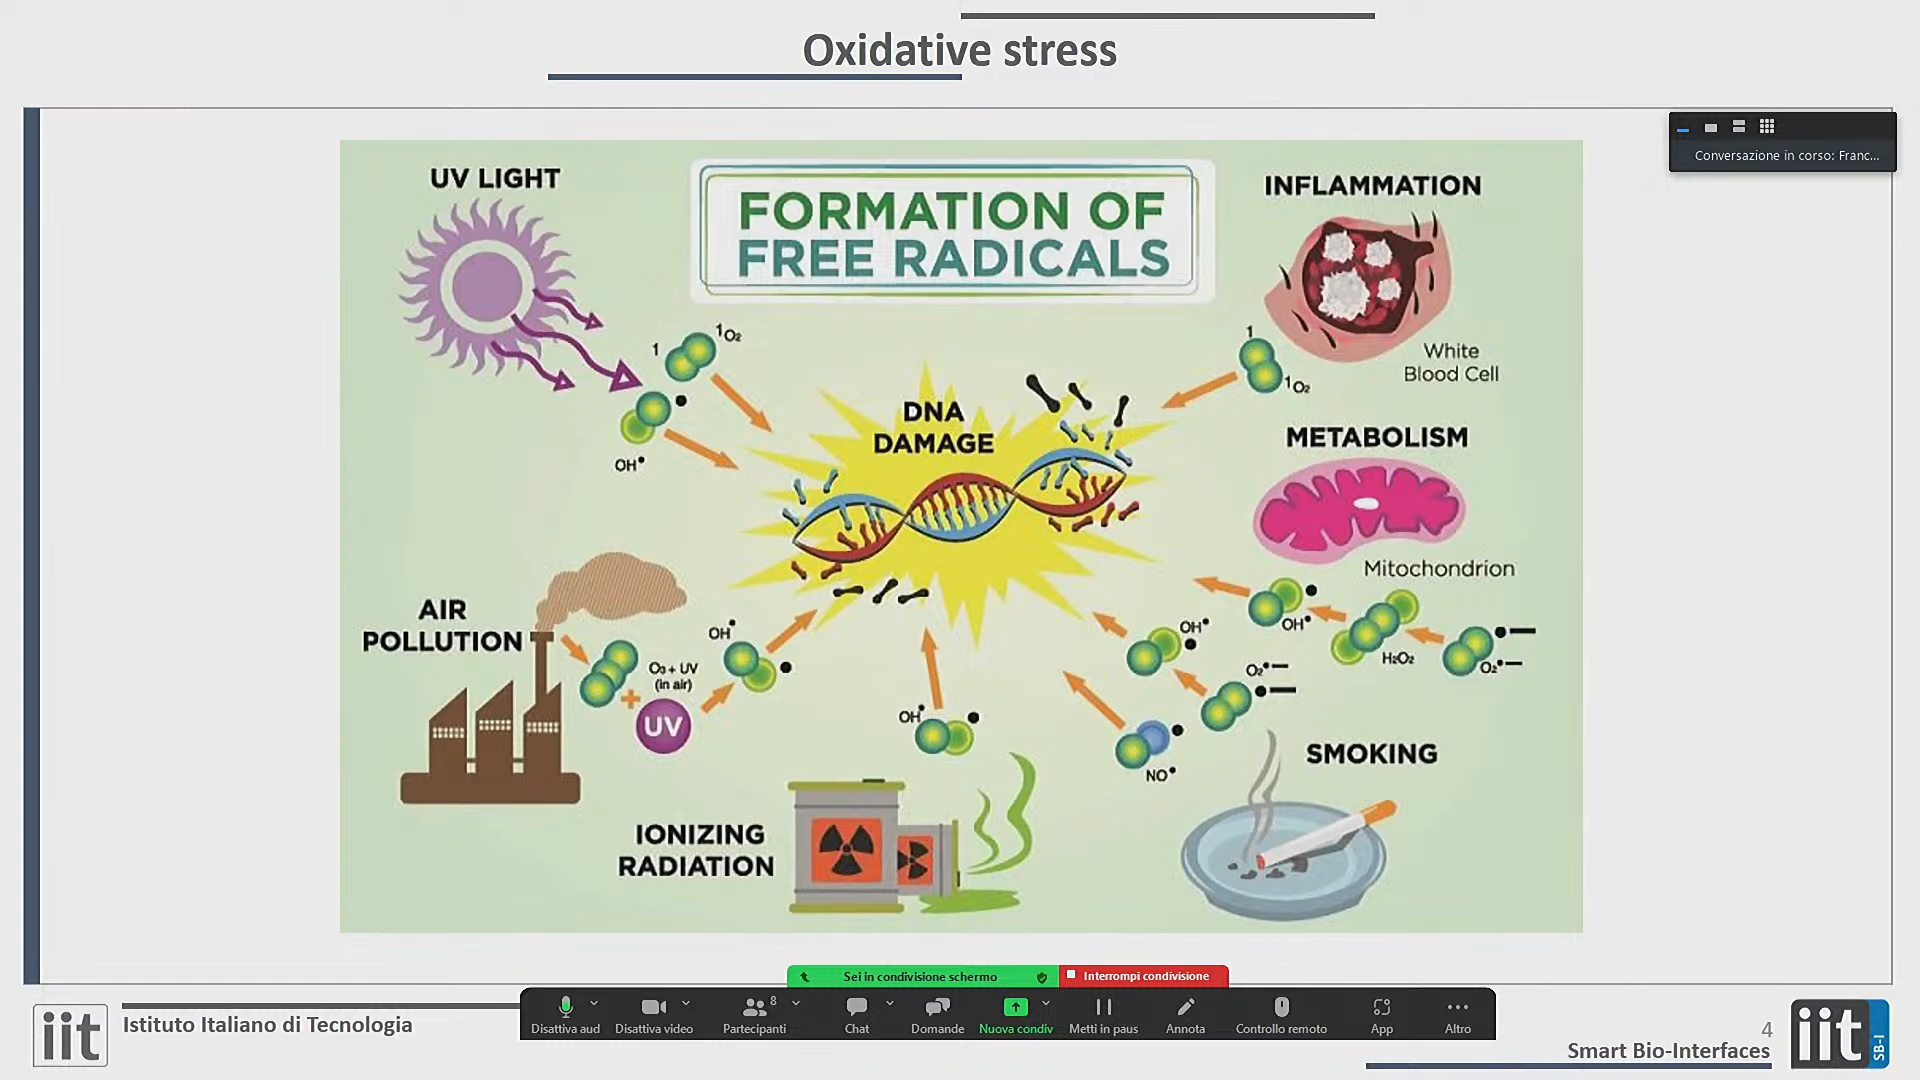 Oxidative stress
Conversazione in corso: Franc...
UV LIGHT
FORMATION OF
FREE RADICALS
INFLAMMATION
White
Blood Cell
1
¹O₂
OH•
1
¹O₂
DNA
DAMAGE
METABOLISM
Mitochondrion
OH•
H₂O₂
O₂•—
AIR
POLLUTION
O₃ + UV
(in air)
UV
OH•
OH•
OH•
O₂•—
NO•
SMOKING
IONIZING
RADIATION
Sei in condivisione schermo
Interrompi condivisione
Disattiva aud
Disattiva video
8
Partecipanti
Chat
Domande
Nuova condiv
Metti in paus
Annota
Controllo remoto
App
Altro
iit
Istituto Italiano di Tecnologia
4
Smart Bio-Interfaces
iit
SB-I